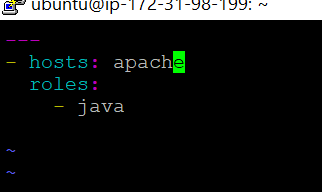 ubuntu@ip-172-31-98-199: ~
---
- hosts: apache
  roles:
    - java
~
~